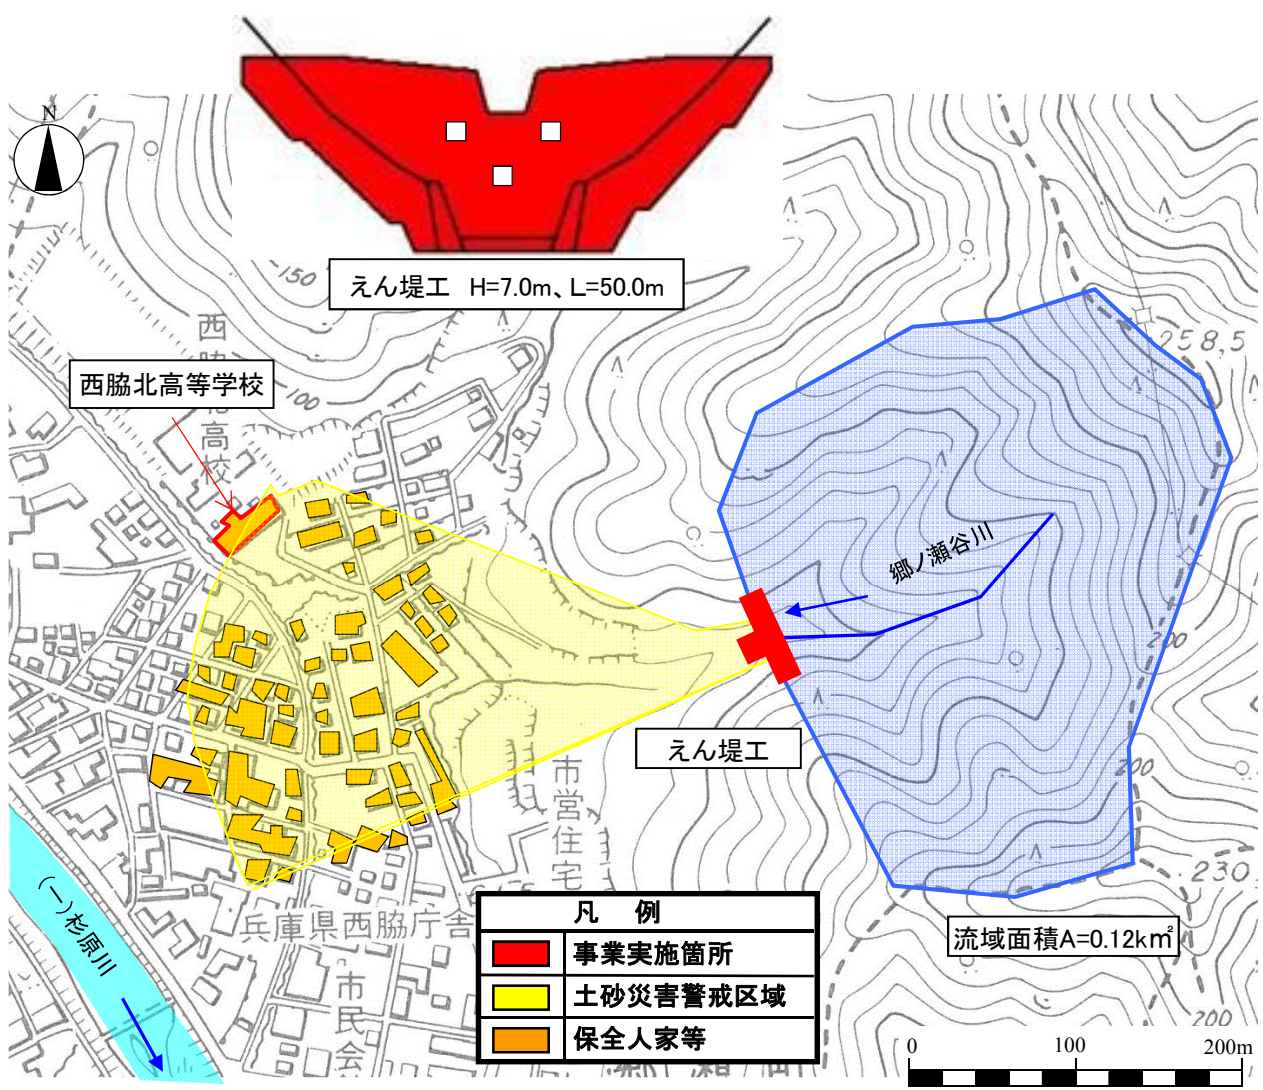 N
えん堤工 H=7.0m、L=50.0m
150
西脇北高校
西脇北高等学校
100
258,5
郷ノ瀬谷川
200
えん堤工
200
市営住宅
230
(一)杉原川
兵庫県西脇庁舎
市民会
流域面積A=0.12km²
凡 例
事業実施箇所
土砂災害警戒区域
保全人家等
200
0 100 200m